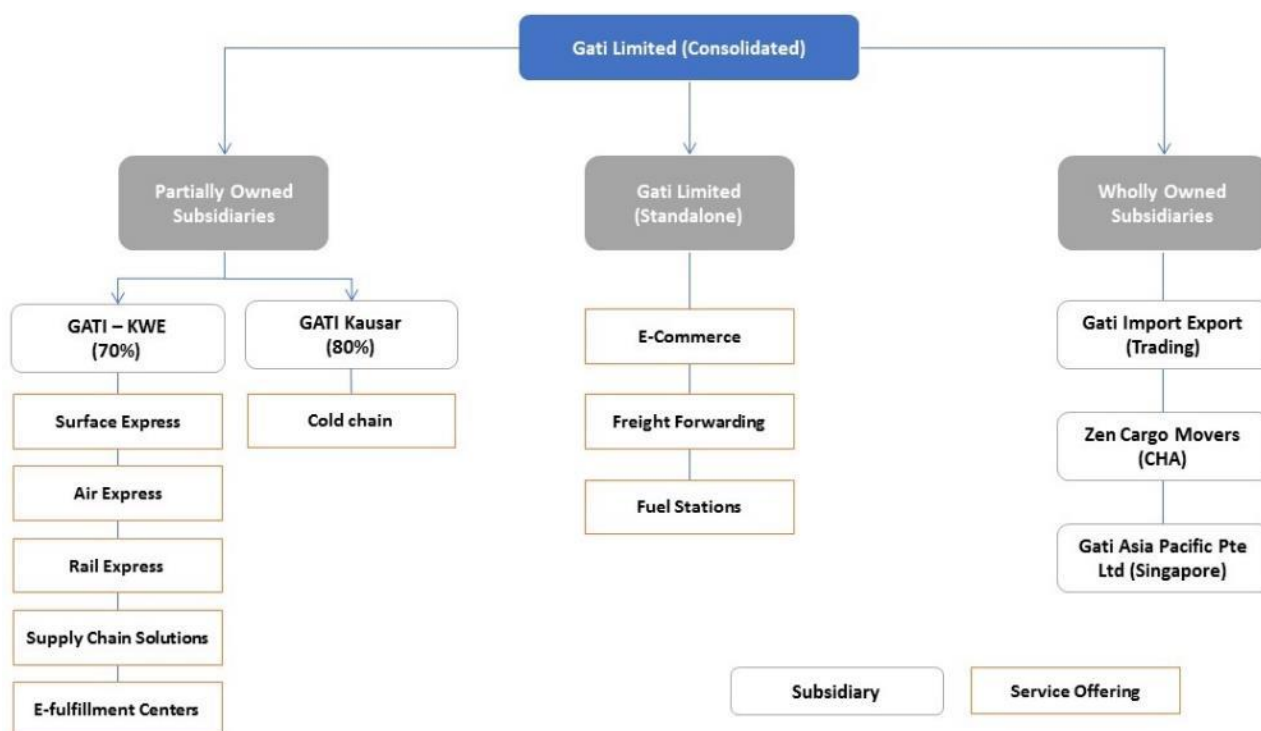 Gati Limited (Consolidated)
Partially Owned
Subsidiaries
Gati Limited
(Standalone)
Wholly Owned
Subsidiaries
GATI – KWE
(70%)
GATI Kausar
(80%)
E-Commerce
Gati Import Export
(Trading)
Surface Express
Cold chain
Freight Forwarding
Zen Cargo Movers
(CHA)
Air Express
Fuel Stations
Rail Express
Gati Asia Pacific Pte
Ltd (Singapore)
Supply Chain Solutions
E-fulfillment Centers
Subsidiary
Service Offering